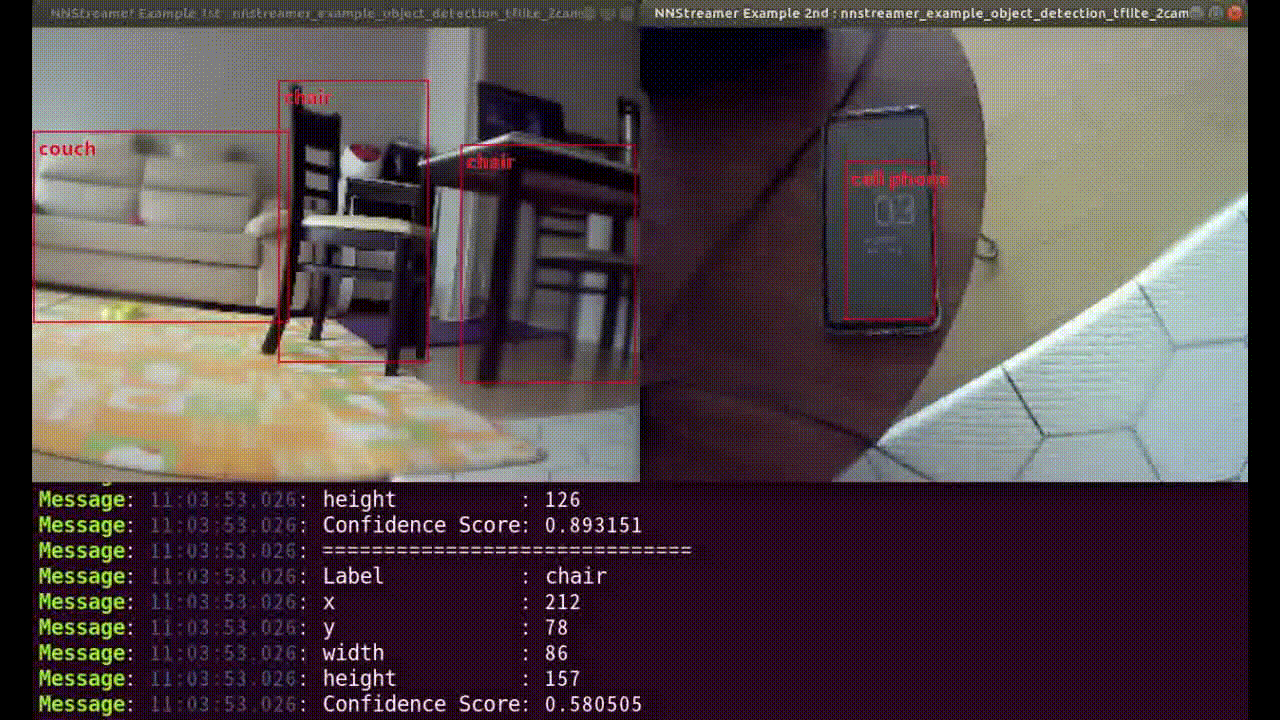 NNStreamer Example 1st : nnstreamer_example_object_detection_tflite_2cam
NNStreamer Example 2nd : nnstreamer_example_object_detection_tflite_2cam
chair
couch
chair
cell phone
03
Message: 11:03:53.026: height : 126
Message: 11:03:53.026: Confidence Score: 0.893151
Message: 11:03:53.026: ==============================
Message: 11:03:53.026: Label : chair
Message: 11:03:53.026: x : 212
Message: 11:03:53.026: y : 78
Message: 11:03:53.026: width : 86
Message: 11:03:53.026: height : 157
Message: 11:03:53.026: Confidence Score: 0.580505